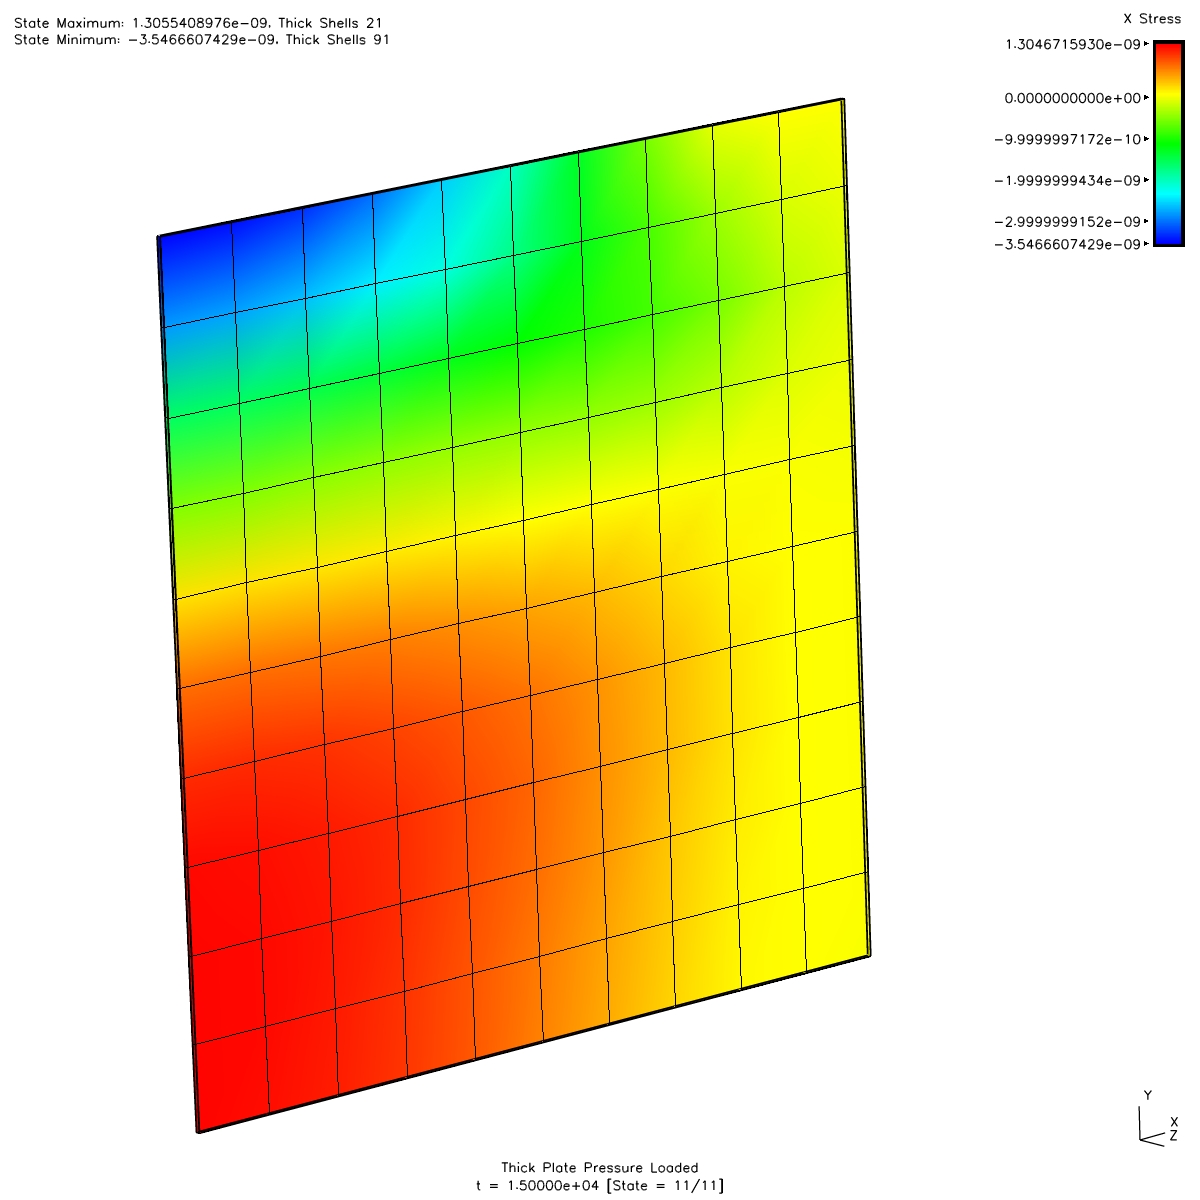 State Maximum: 1.3055408976e-09, Thick Shells 21
State Minimum: -3.5466607429e-09, Thick Shells 91
X Stress
1.3046715930e-09
0.0000000000e+00
-9.9999997172e-10
-1.9999999434e-09
-2.9999999152e-09
-3.5466607429e-09
Y
X
Z
Thick Plate Pressure Loaded
t = 1.50000e+04 [State = 11/11]